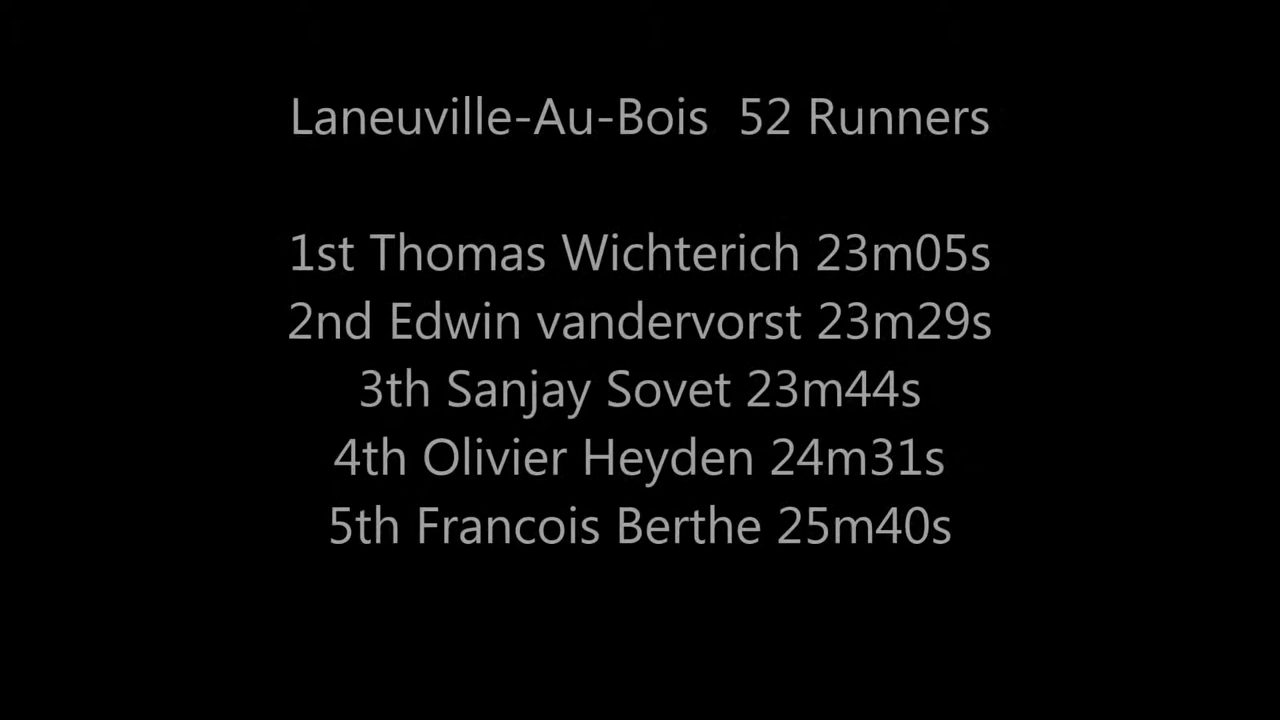 Laneuville-Au-Bois  52 Runners
1st Thomas Wichterich 23m05s
2nd Edwin vandervorst 23m29s
3th Sanjay Sovet 23m44s
4th Olivier Heyden 24m31s
5th Francois Berthe 25m40s